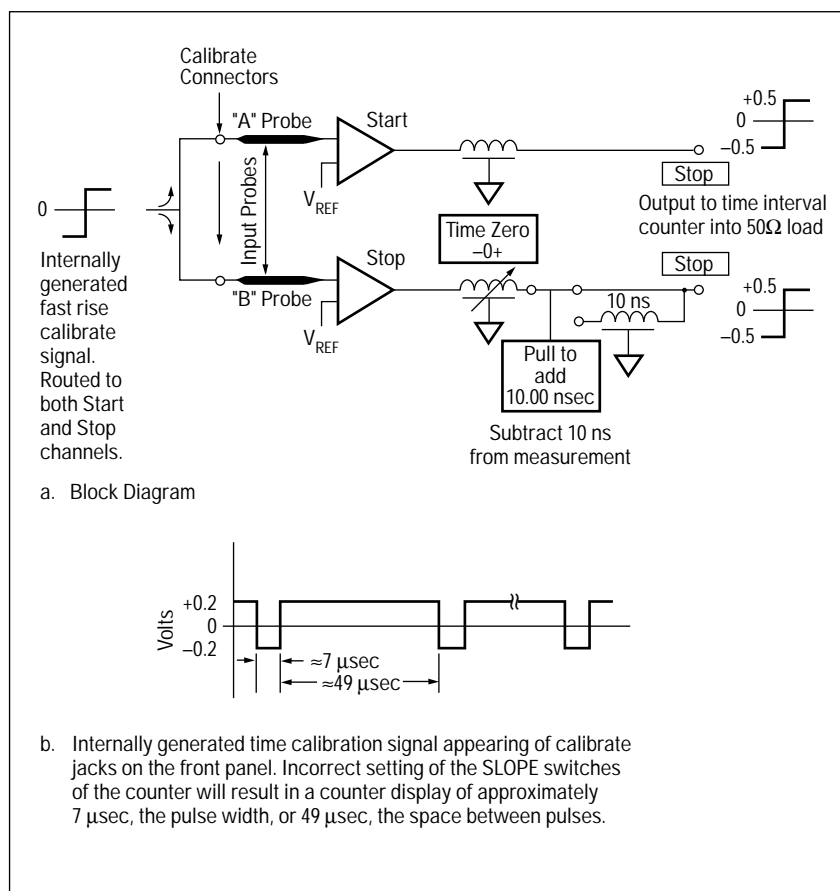 Calibrate
Connectors
"A" Probe
Start
VREF
Input Probes
+0.5
0
–0.5
Stop
Output to time interval
counter into 50Ω load
0
Internally
generated
fast rise
calibrate
signal.
Routed to
both Start
and Stop
channels.
"B" Probe
Stop
VREF
Time Zero
–0+
10 ns
Pull to
add
10.00 nsec
Subtract 10 ns
from measurement
Stop
+0.5
0
–0.5
a. Block Diagram
Volts
+0.2
0
–0.2
≈7 µsec
≈49 µsec
b. Internally generated time calibration signal appearing of calibrate
jacks on the front panel. Incorrect setting of the SLOPE switches
of the counter will result in a counter display of approximately
7 µsec, the pulse width, or 49 µsec, the space between pulses.